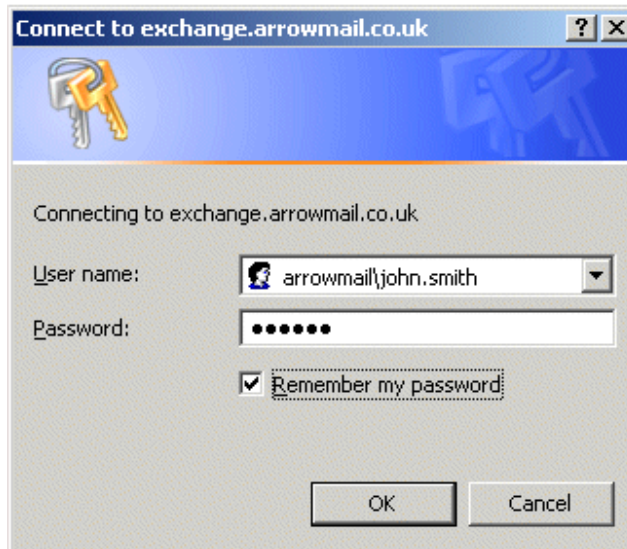 Connect to exchange.arrowmail.co.uk
Connecting to exchange.arrowmail.co.uk
User name: arrowmail\john.smith
Password: ●●●●●●
Remember my password
OK Cancel